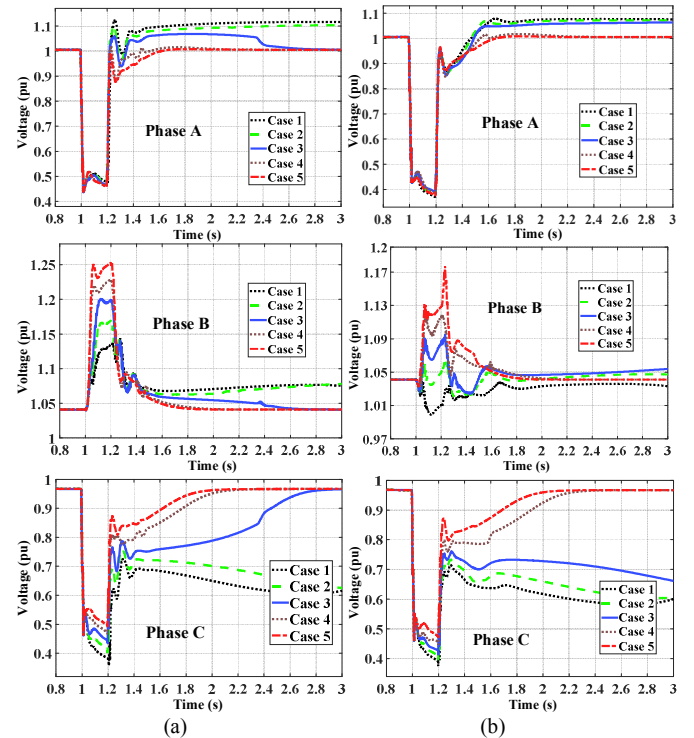 1.1
1.1
1
0.9
0.8
0.7
0.6
0.5
0.4
Voltage (pu)
Phase A
Case 1
Case 2
Case 3
Case 4
Case 5
0.8 1 1.2 1.4 1.6 1.8 2 2.2 2.4 2.6 2.8 3
Time (s)
1
0.9
0.8
0.7
0.6
0.5
0.4
Voltage (pu)
Phase A
Case 1
Case 2
Case 3
Case 4
Case 5
0.8 1 1.2 1.4 1.6 1.8 2 2.2 2.4 2.6 2.8 3
Time (s)
1.25
1.2
1.15
1.1
1.05
1
Voltage (pu)
Phase B
Case 1
Case 2
Case 3
Case 4
Case 5
0.8 1 1.2 1.4 1.6 1.8 2 2.2 2.4 2.6 2.8 3
Time (s)
1.2
1.17
1.13
1.09
1.05
1.01
0.97
Voltage (pu)
Phase B
Case 1
Case 2
Case 3
Case 4
Case 5
0.8 1 1.2 1.4 1.6 1.8 2 2.2 2.4 2.6 2.8 3
Time (s)
1
0.9
0.8
0.7
0.6
0.5
0.4
Voltage (pu)
Phase C
Case 1
Case 2
Case 3
Case 4
Case 5
0.8 1 1.2 1.4 1.6 1.8 2 2.2 2.4 2.6 2.8 3
Time (s)
1
0.9
0.8
0.7
0.6
0.5
0.4
Voltage (pu)
Phase C
Case 1
Case 2
Case 3
Case 4
Case 5
0.8 1 1.2 1.4 1.6 1.8 2 2.2 2.4 2.6 2.8 3
Time (s)
(a)
(b)